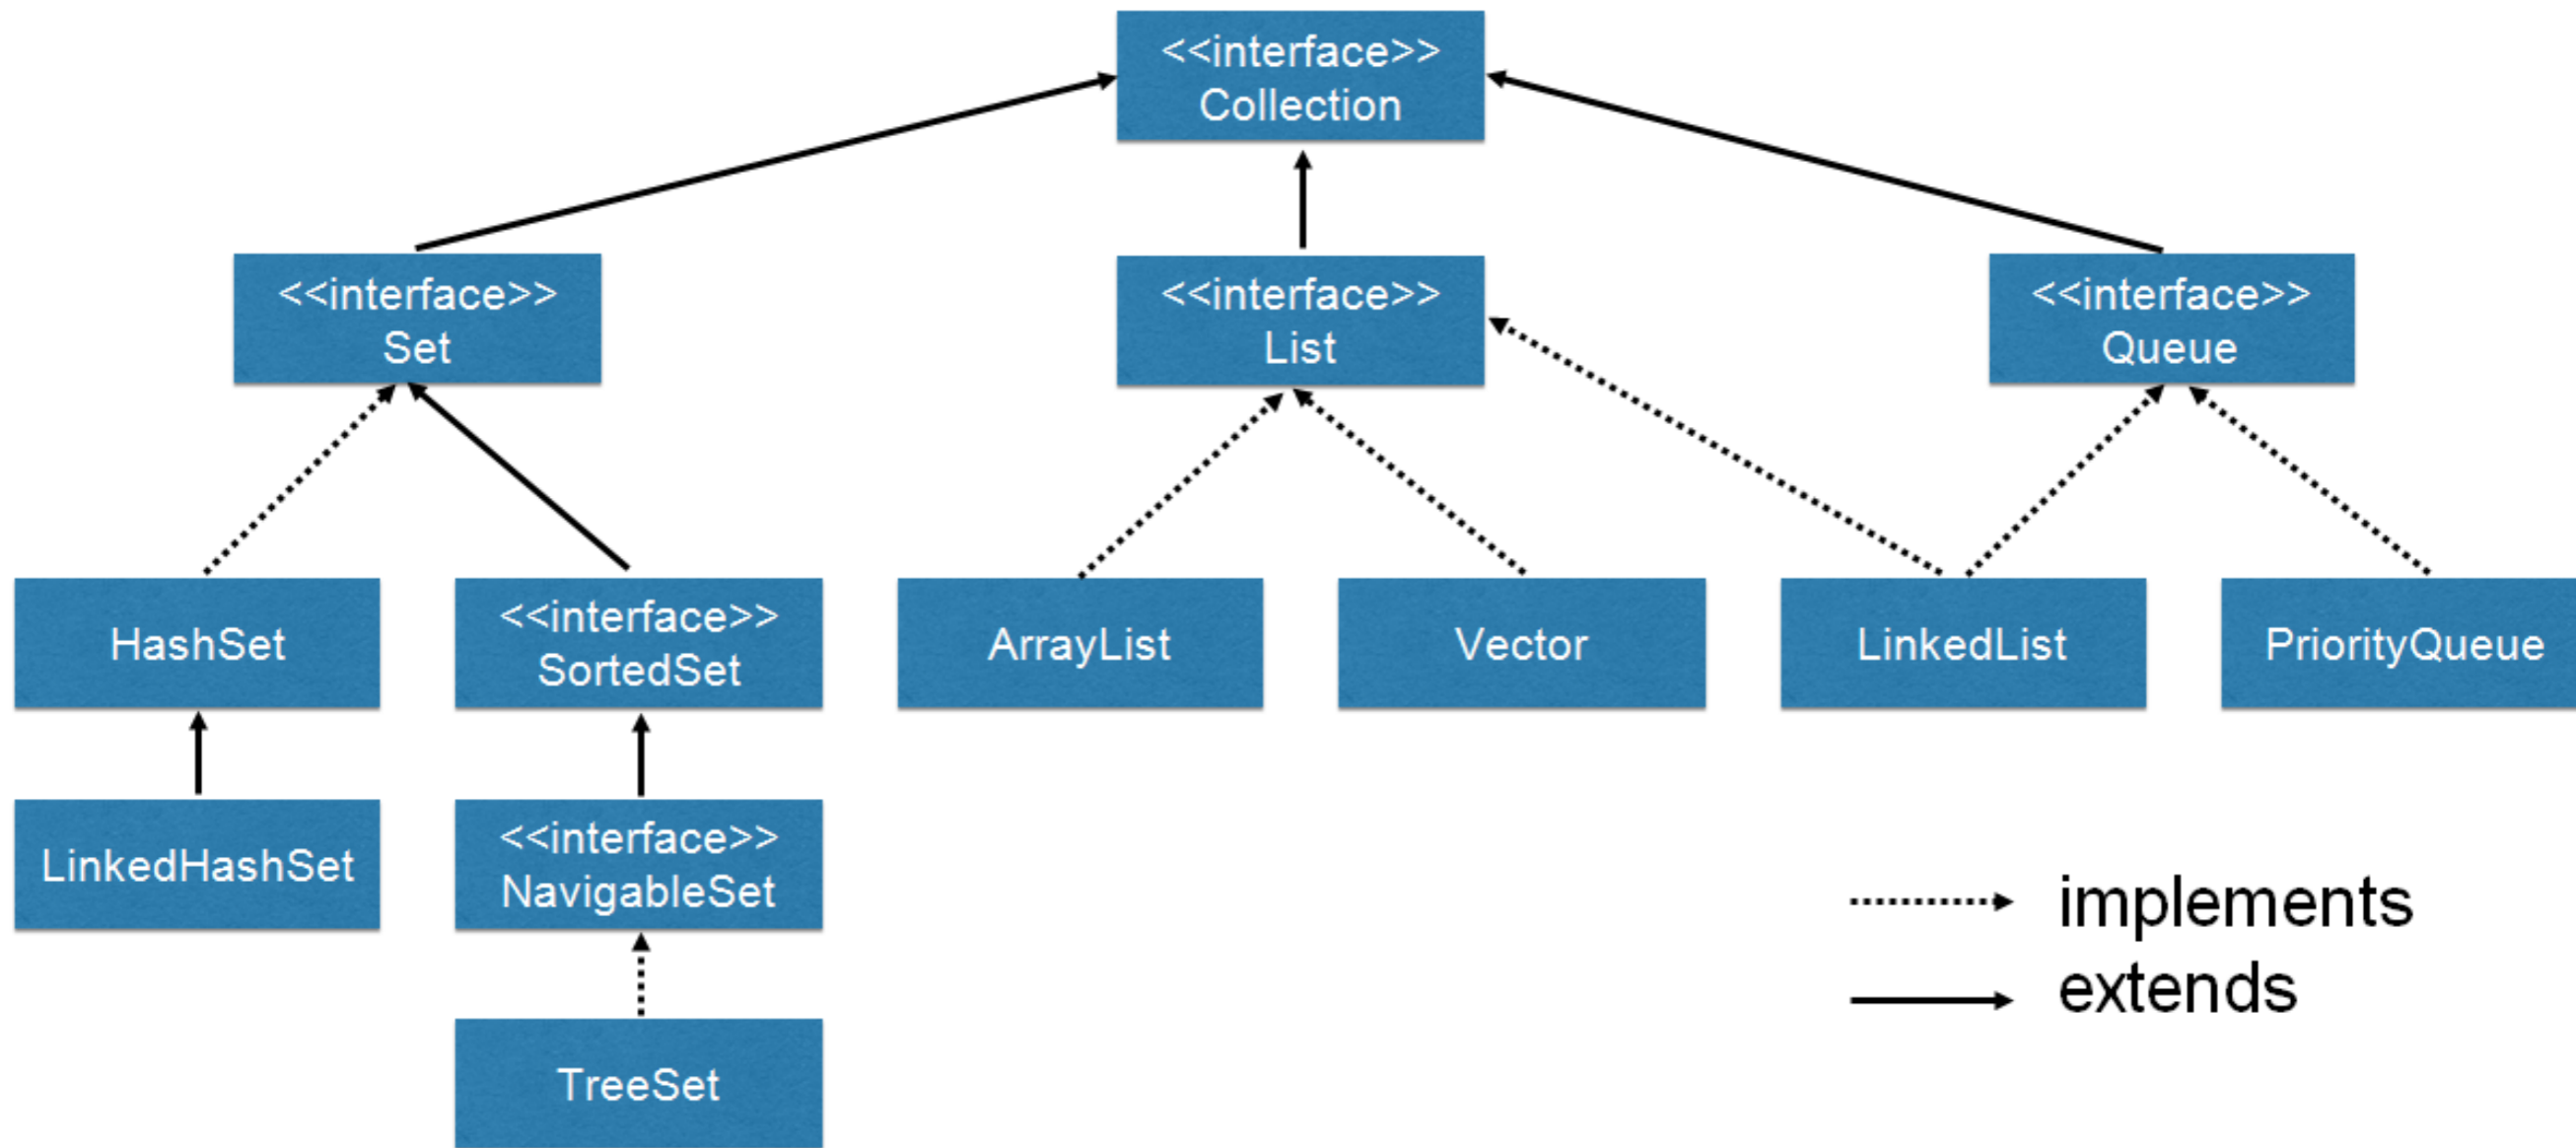 <<interface>>
Collection
<<interface>>
Set
<<interface>>
List
<<interface>>
Queue
HashSet
<<interface>>
SortedSet
ArrayList
Vector
LinkedList
PriorityQueue
LinkedHashSet
<<interface>>
NavigableSet
TreeSet
implements
extends